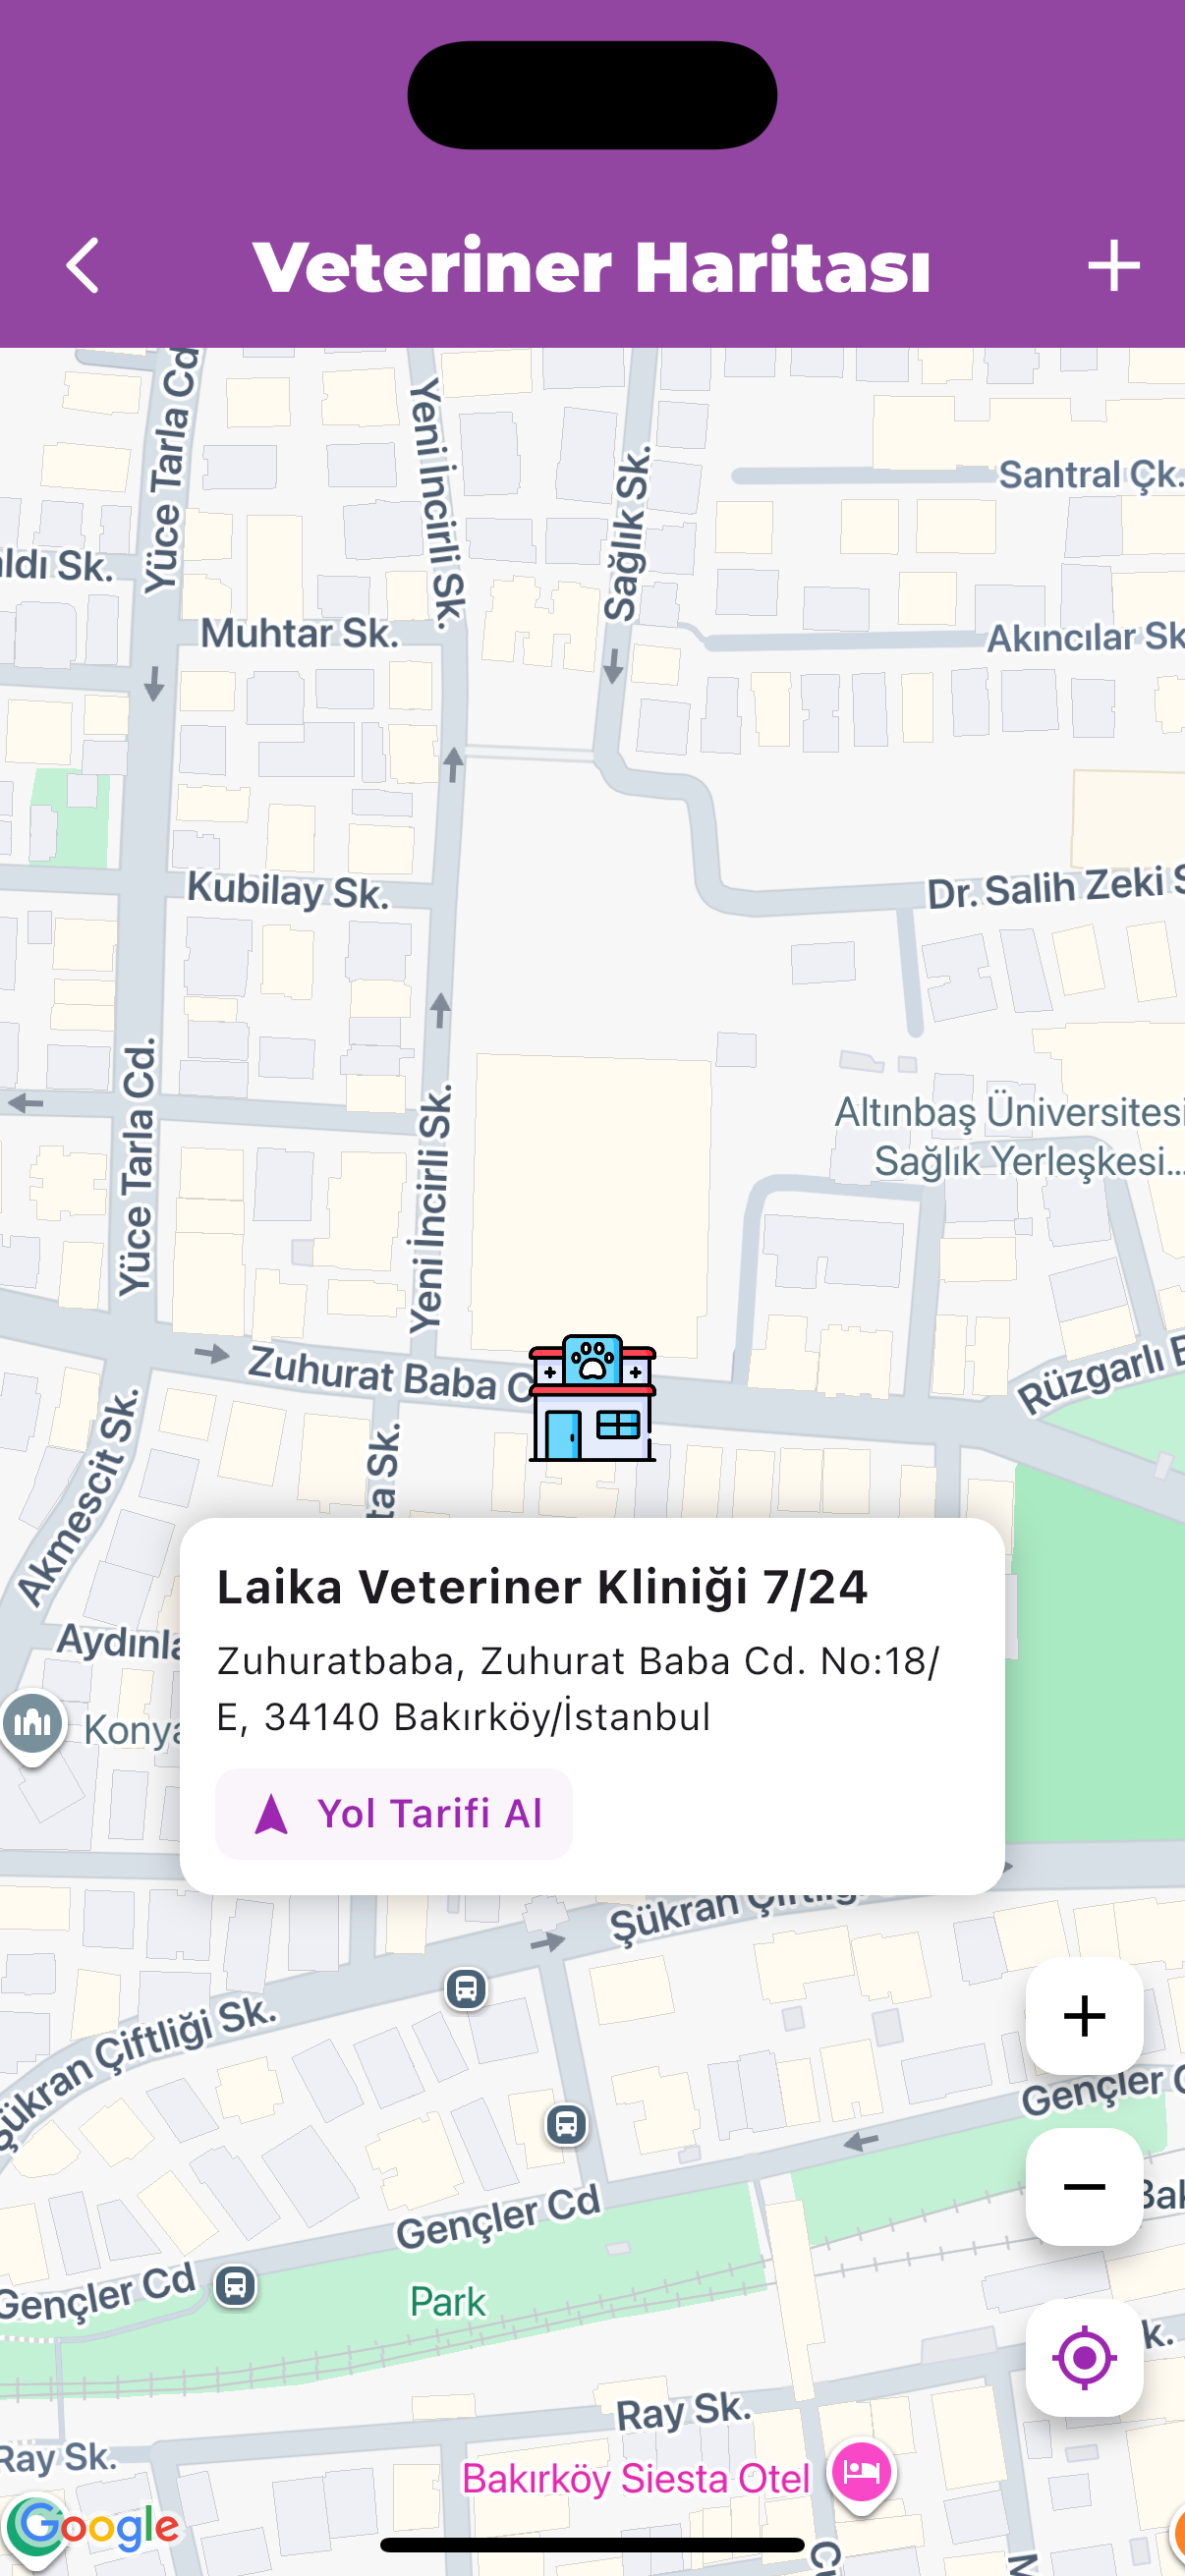 Veteriner Haritası
Yüce Tarla Cd
Yeni İncirli Sk.
Sağlık Sk.
Santral Çk.
Sk.
Muhtar Sk.
Akıncılar Sk
Kubilay Sk.
Dr. Salih Zeki S
Yüce Tarla Cd.
Yeni İncirli Sk.
Altınbaş Üniversitesi
Sağlık Yerleşkesi...
Zuhurat Baba C
Rüzgarlı E
Akmescit Sk.
ta Sk.
Laika Veteriner Kliniği 7/24
Zuhuratbaba, Zuhurat Baba Cd. No:18/
E, 34140 Bakırköy/İstanbul
Yol Tarifi Al
Aydınla
Konya
Şükran Çiftliği
Şükran Çiftliği Sk.
Gençler C
Bak
Gençler Cd
Gençler Cd
Park
k.
Ray Sk.
Ray Sk.
Bakırköy Siesta Otel
Google